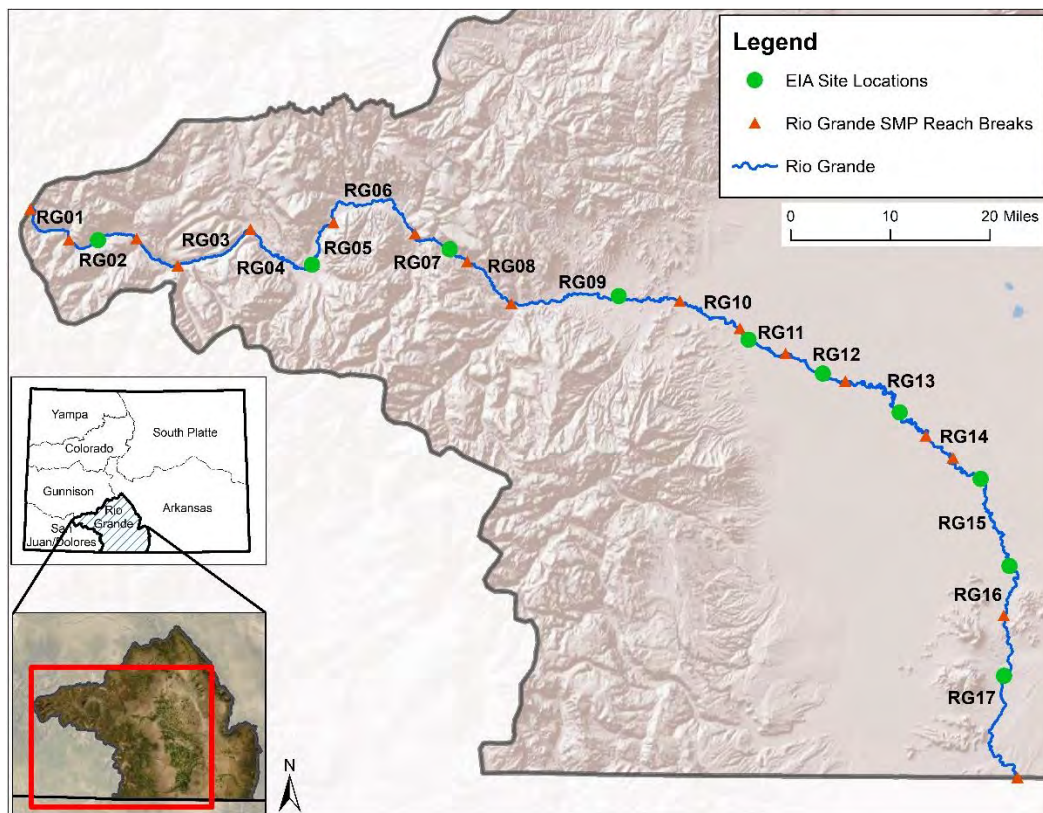 Legend
EIA Site Locations
Rio Grande SMP Reach Breaks
Rio Grande
0 10 20 Miles
RG01
RG02
RG03
RG04
RG05
RG06
RG07
RG08
RG09
RG10
RG11
RG12
RG13
RG14
RG15
RG16
RG17
Yampa
South Platte
Colorado
Gunnison
Rio
Grande
Arkansas
San
Juan/Dolores
N